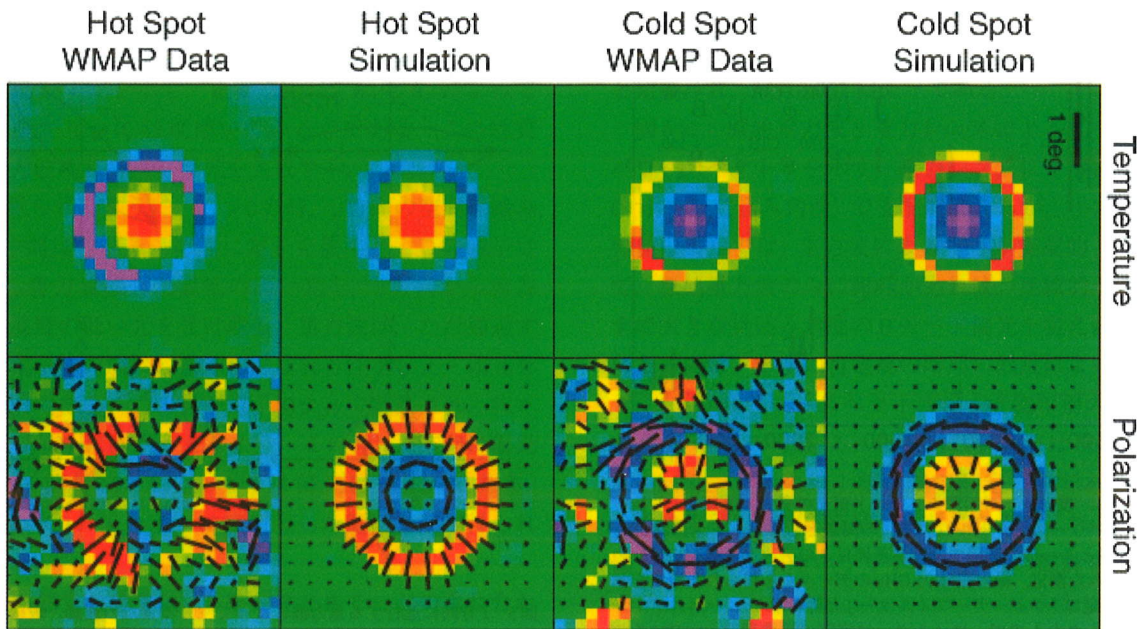 Hot Spot
WMAP Data
Hot Spot
Simulation
Cold Spot
WMAP Data
Cold Spot
Simulation
1 deg.
Temperature
Polarization